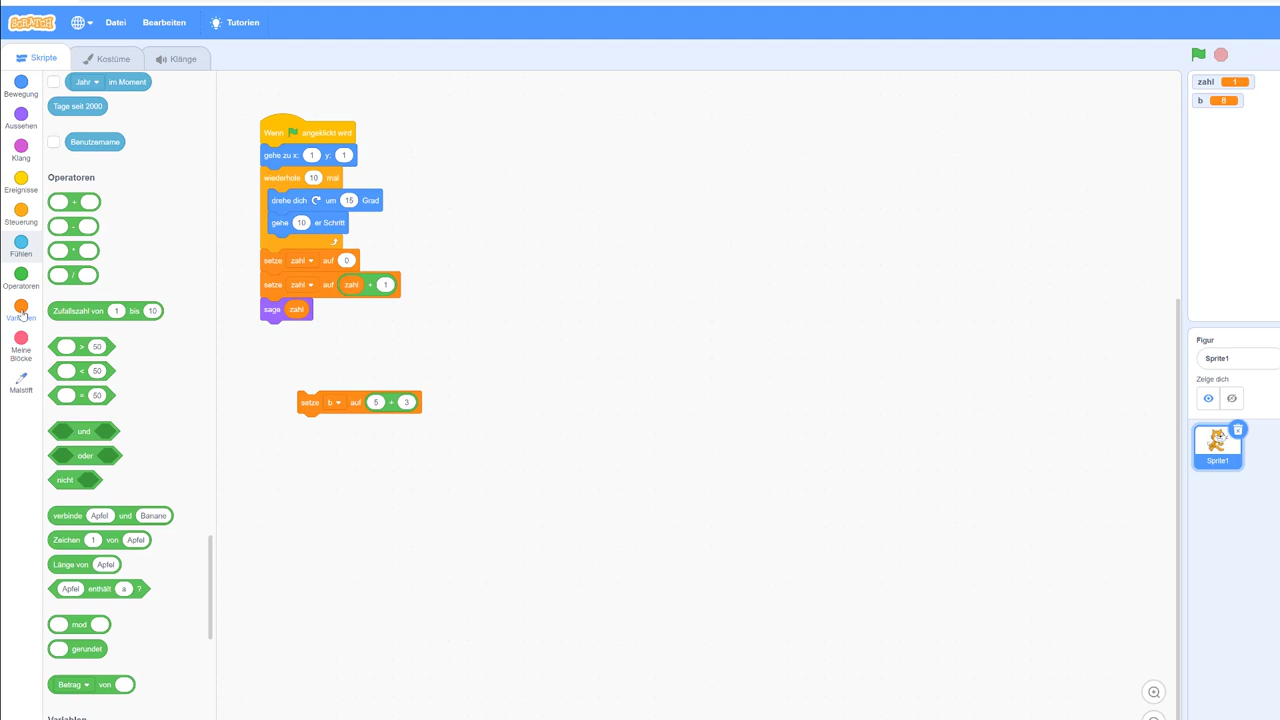 SCRATCH Datei Bearbeiten Tutorien
Skripte Kostüme Klänge
Bewegung
Aussehen
Klang
Ereignisse
Steuerung
Fühlen
Operatoren
Meine
Blöcke
Malstift
Jahr im Moment
Tage seit 2000
Benutzername
Operatoren
+
-
*
/
Zufallszahl von 1 bis 10
> 50
< 50
= 50
und
oder
nicht
verbinde Apfel und Banane
Zeichen 1 von Apfel
Länge von Apfel
Apfel enthält a ?
mod
gerundet
Betrag von
Variablen
Wenn angeklickt wird
gehe zu x: 1 y: 1
wiederhole 10 mal
drehe dich um 15 Grad
gehe 10 er Schritt
setze zahl auf 0
setze zahl auf zahl + 1
sage zahl
setze b auf 5 + 3
zahl 1
b 8
Figur
Sprite1
Zeige dich
Sprite1